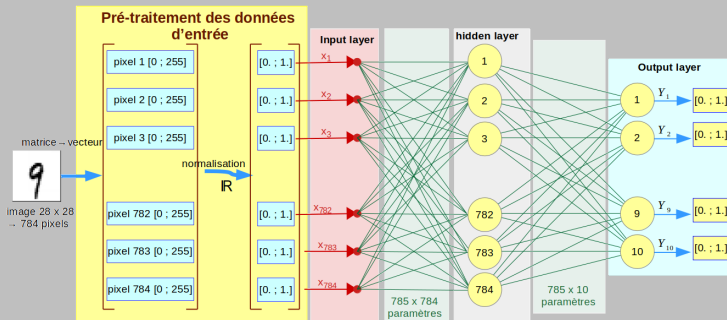 Pré-traitement des données
d’entrée
Input layer
hidden layer
Output layer
matrice→vecteur
image 28 x 28
→ 784 pixels
pixel 1 [0 ; 255]
pixel 2 [0 ; 255]
pixel 3 [0 ; 255]
pixel 782 [0 ; 255]
pixel 783 [0 ; 255]
pixel 784 [0 ; 255]
normalisation
IR
[0. ; 1.]
[0. ; 1.]
[0. ; 1.]
[0. ; 1.]
[0. ; 1.]
[0. ; 1.]
x1
x2
x3
x782
x783
x784
785 x 784
paramètres
1
2
3
782
783
784
785 x 10
paramètres
1
2
9
10
Y1
Y2
Y9
Y10
[0. ; 1.]
[0. ; 1.]
[0. ; 1.]
[0. ; 1.]
9